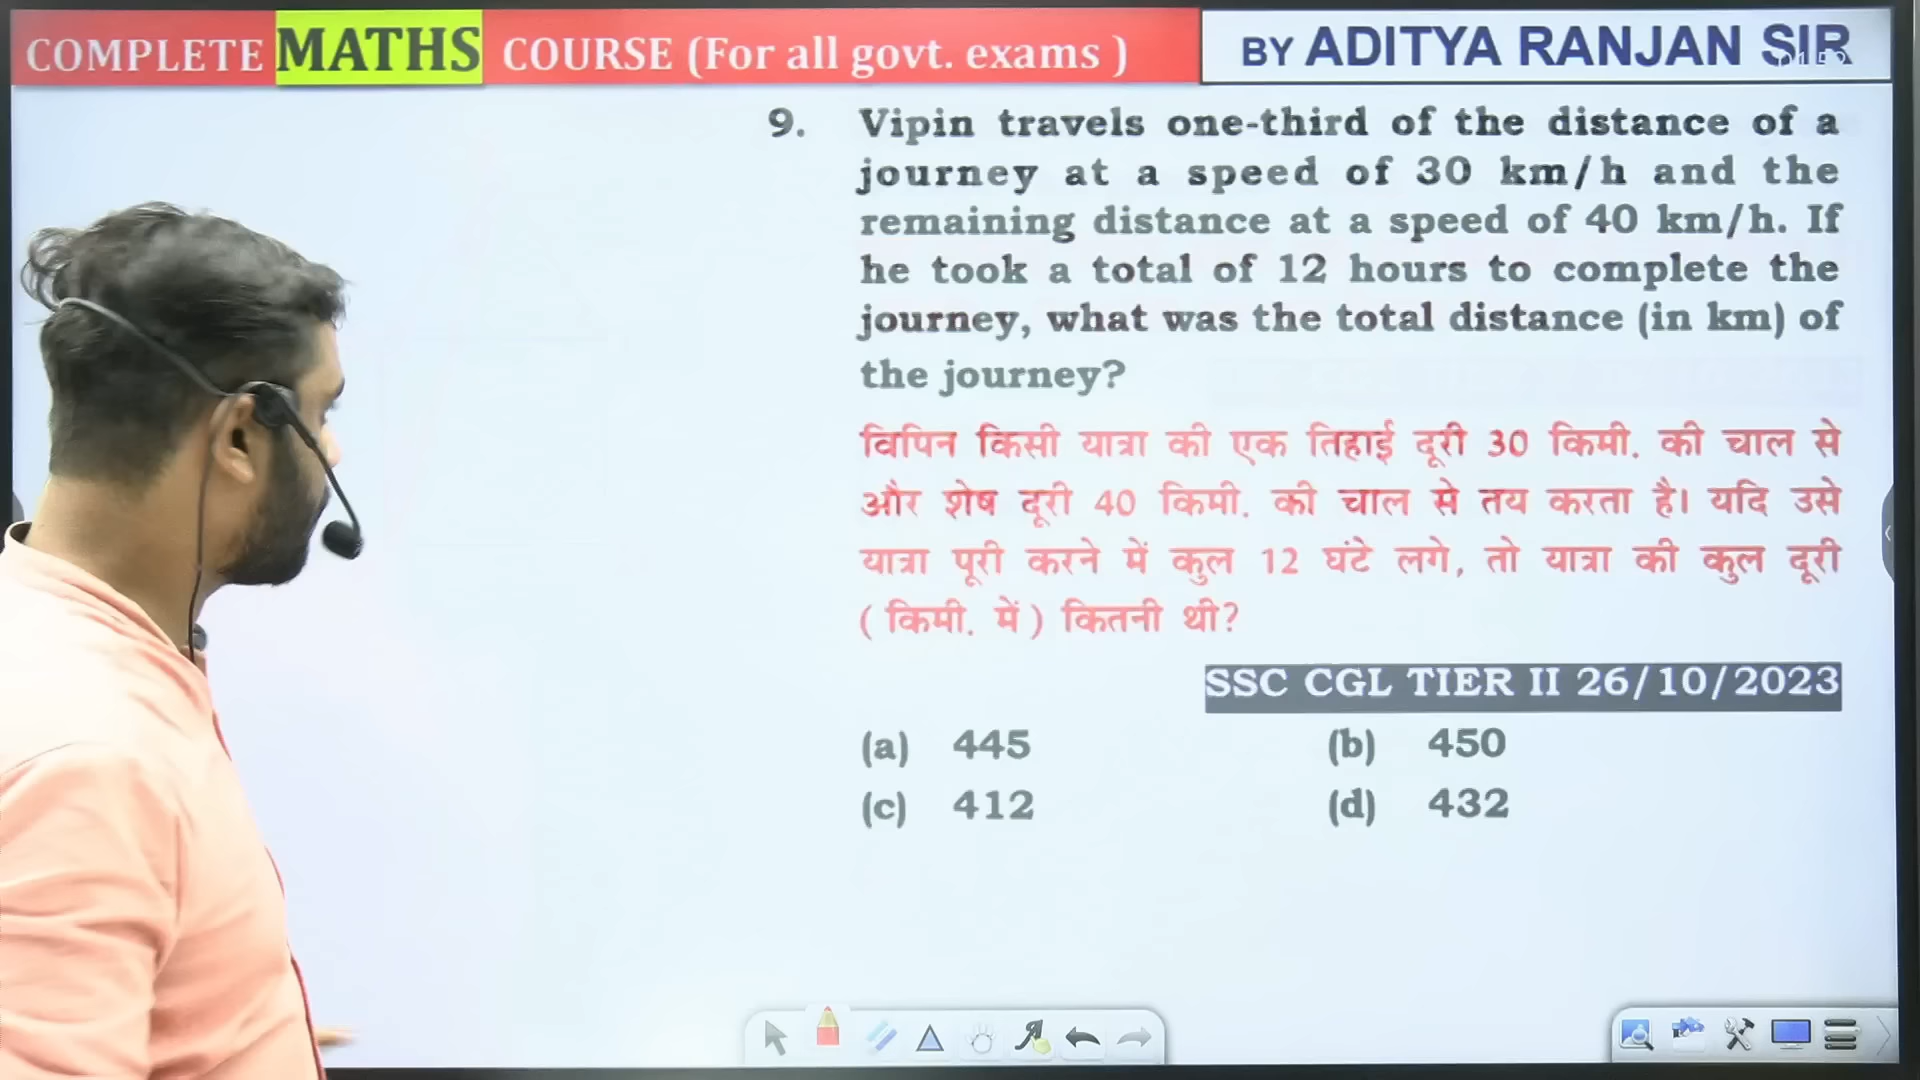 COMPLETE MATHS COURSE (For all govt. exams )
BY ADITYA RANJAN SIR
9. Vipin travels one-third of the distance of a
journey at a speed of 30 km/h and the
remaining distance at a speed of 40 km/h. If
he took a total of 12 hours to complete the
journey, what was the total distance (in km) of
the journey?
विपिन किसी यात्रा की एक तिहाई दूरी 30 किमी. की चाल से
और शेष दूरी 40 किमी. की चाल से तय करता है। यदि उसे
यात्रा पूरी करने में कुल 12 घंटे लगे, तो यात्रा की कुल दूरी
( किमी. में ) कितनी थी?
SSC CGL TIER II 26/10/2023
(a) 445 (b) 450
(c) 412 (d) 432